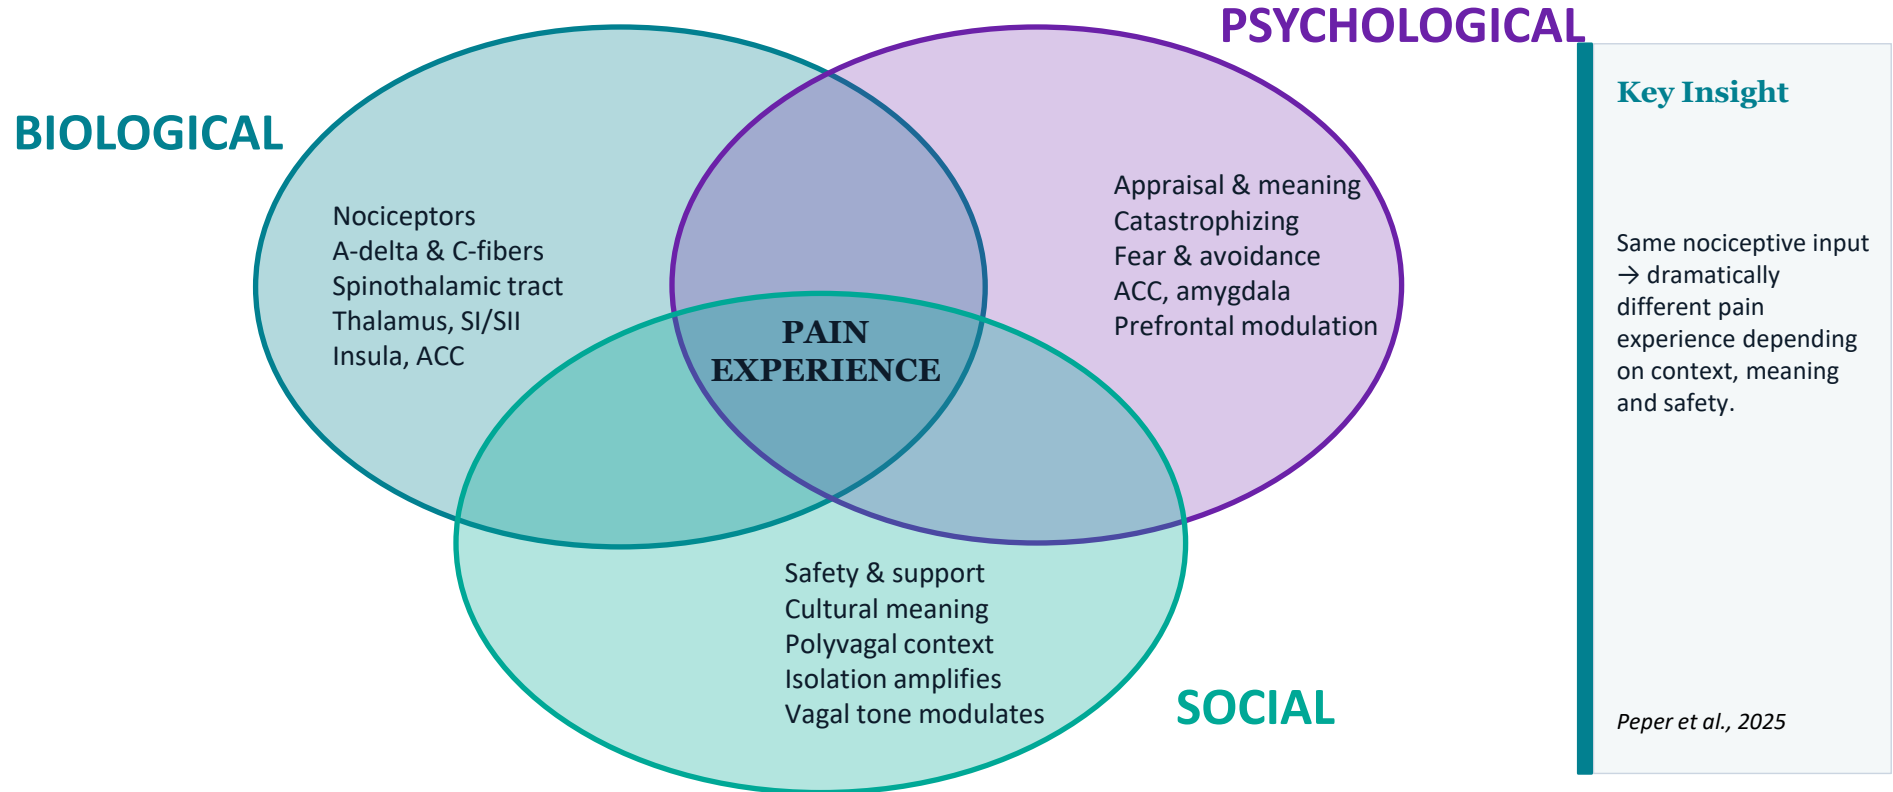 PSYCHOLOGICAL
BIOLOGICAL
Nociceptors
A-delta & C-fibers
Spinothalamic tract
Thalamus, SI/SII
Insula, ACC
Appraisal & meaning
Catastrophizing
Fear & avoidance
ACC, amygdala
Prefrontal modulation
PAIN
EXPERIENCE
Safety & support
Cultural meaning
Polyvagal context
Isolation amplifies
Vagal tone modulates
SOCIAL
Key Insight
Same nociceptive input
→ dramatically
different pain
experience depending
on context, meaning
and safety.
Peper et al., 2025